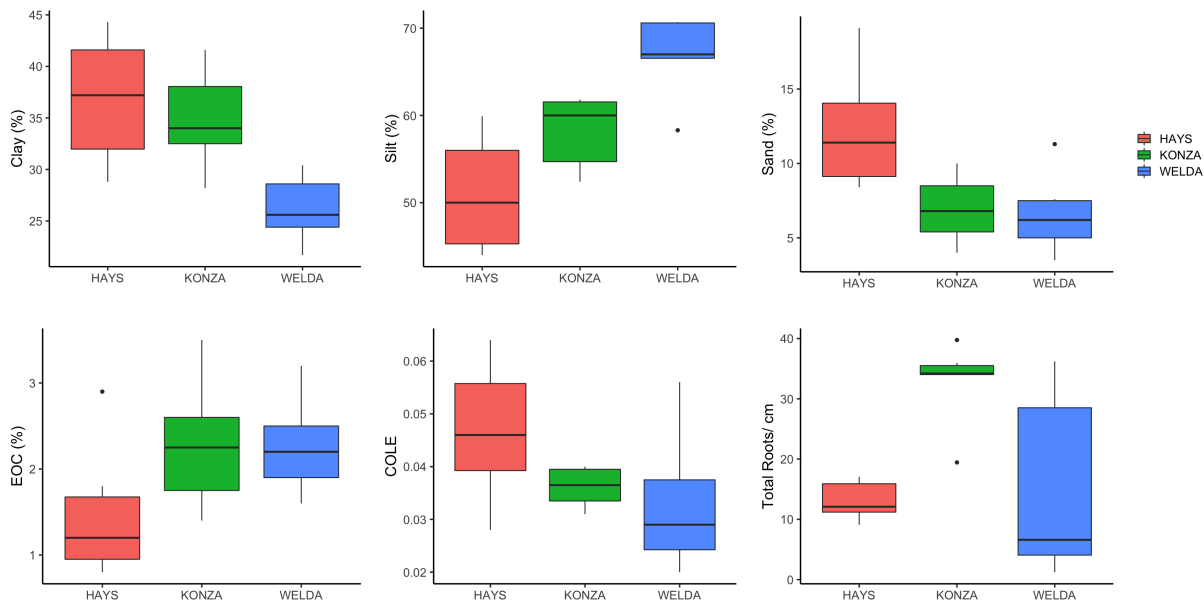 Clay (%)
45
40
35
30
25
HAYS KONZA WELDA
Silt (%)
70
60
50
HAYS KONZA WELDA
Sand (%)
15
10
5
HAYS KONZA WELDA
HAYS
KONZA
WELDA
EOC (%)
3
2
1
HAYS KONZA WELDA
COLE
0.06
0.05
0.04
0.03
0.02
HAYS KONZA WELDA
Total Roots/ cm
40
30
20
10
0
HAYS KONZA WELDA